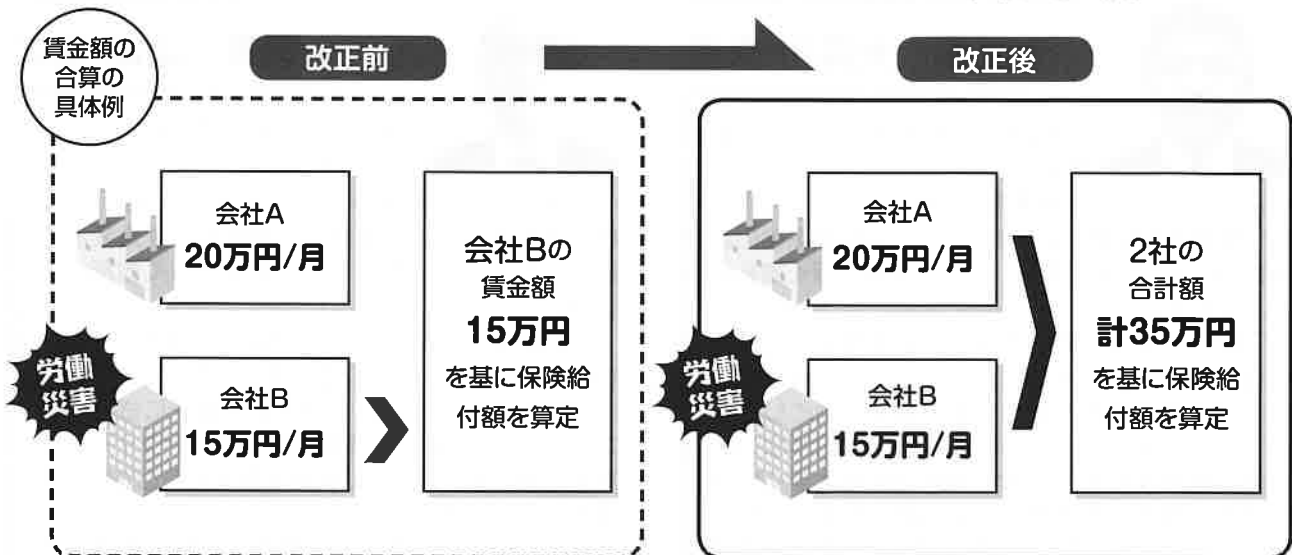 賃金額の
合算の
具体例
改正前
会社A
20万円/月
労働
災害
会社B
15万円/月
会社Bの
賃金額
15万円
を基に保険給
付額を算定
改正後
会社A
20万円/月
労働
災害
会社B
15万円/月
2社の
合計額
計35万円
を基に保険給
付額を算定